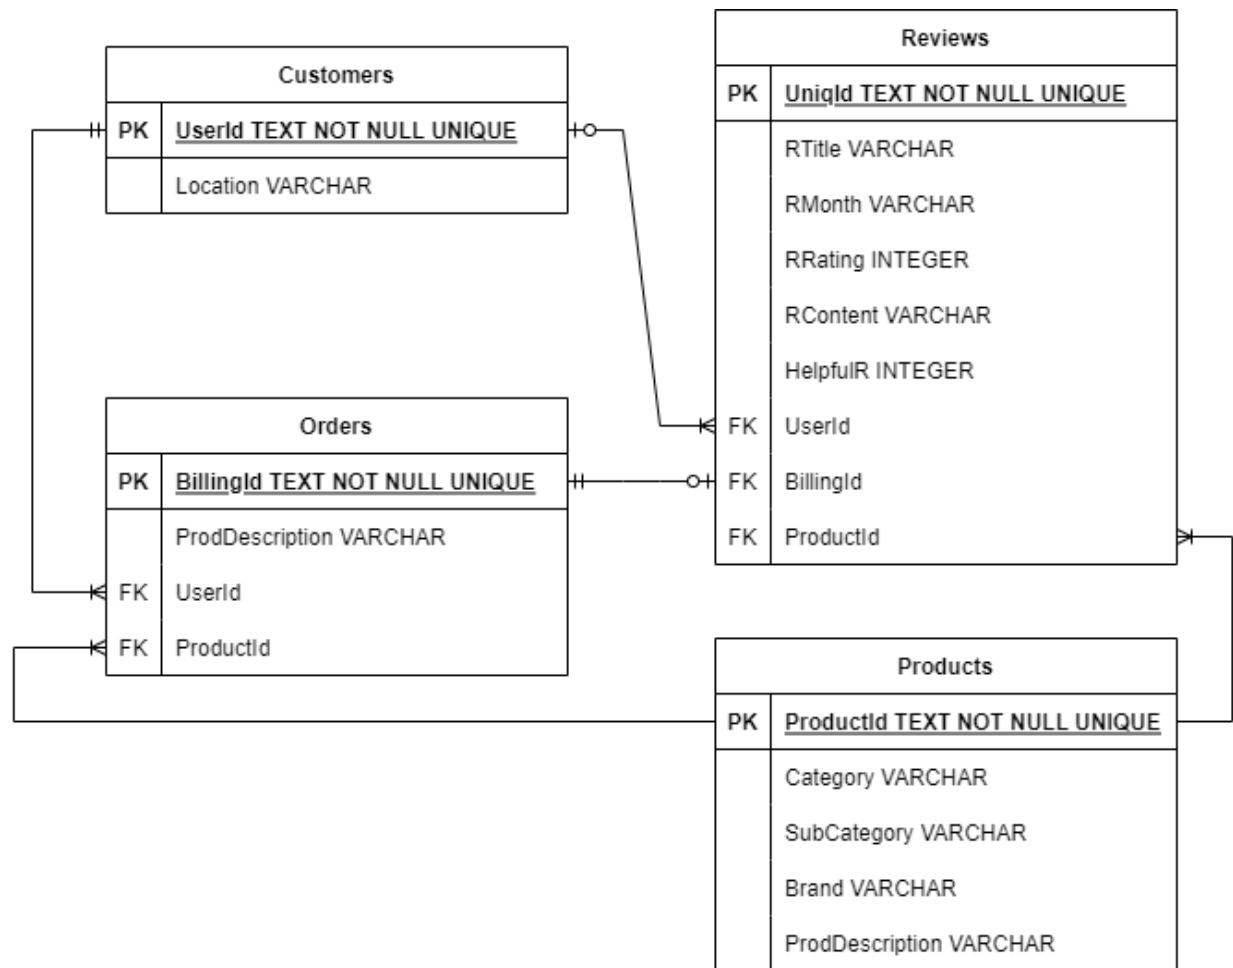 Customers
PK UserId TEXT NOT NULL UNIQUE
Location VARCHAR
Reviews
PK UniqId TEXT NOT NULL UNIQUE
RTitle VARCHAR
RMonth VARCHAR
RRating INTEGER
RContent VARCHAR
HelpfulR INTEGER
FK UserId
FK BillingId
FK ProductId
Orders
PK BillingId TEXT NOT NULL UNIQUE
ProdDescription VARCHAR
FK UserId
FK ProductId
Products
PK ProductId TEXT NOT NULL UNIQUE
Category VARCHAR
SubCategory VARCHAR
Brand VARCHAR
ProdDescription VARCHAR